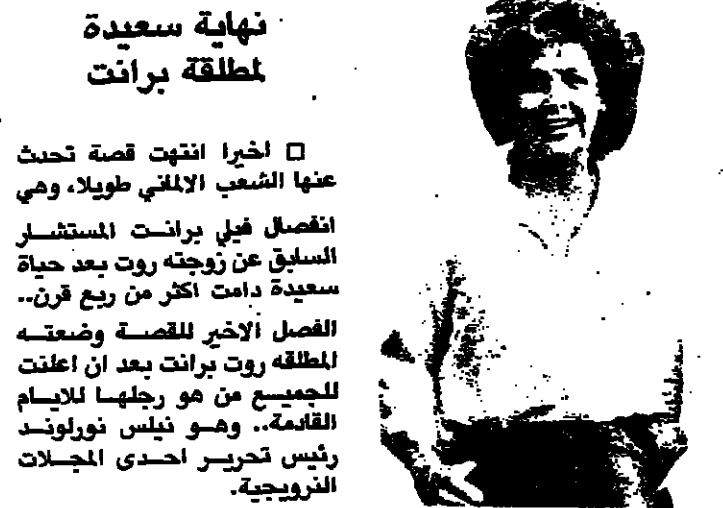 نهاية سعيدة
لمطلقة برانت
□ اخيرا انتهت قصة تحدث
عنها الشعب الالماني طويلا، وهي
انفصال فيلي برانت المستشار
السابق عن زوجته روت بعد حياة
سعيدة دامت اكثر من ربع قرن..
الفصل الاخير للقصة وضعته
المطلقه روت برانت بعد ان اعلنت
للجميع من هو رجلها للايام
القادمة.. وهو نيلس نورلوند
رئيس تحرير احدى المجلات
النرويجية.